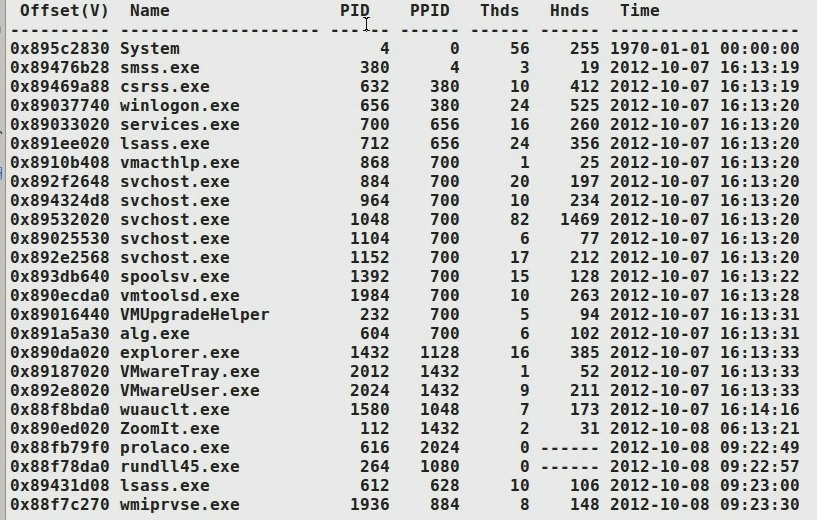 Offset(V) Name PID PPID Thds Hnds Time
---------- -------------------- ------ ------ ------ ------ -------------------
0x895c2830 System 4 0 56 255 1970-01-01 00:00:00
0x89476b28 smss.exe 380 4 3 19 2012-10-07 16:13:19
0x89469a88 csrss.exe 632 380 10 412 2012-10-07 16:13:19
0x89037740 winlogon.exe 656 380 24 525 2012-10-07 16:13:20
0x89033020 services.exe 700 656 16 260 2012-10-07 16:13:20
0x891ee020 lsass.exe 712 656 24 356 2012-10-07 16:13:20
0x8910b408 vmacthlp.exe 868 700 1 25 2012-10-07 16:13:20
0x892f2648 svchost.exe 884 700 20 197 2012-10-07 16:13:20
0x894324d8 svchost.exe 964 700 10 234 2012-10-07 16:13:20
0x89532020 svchost.exe 1048 700 82 1469 2012-10-07 16:13:20
0x89025530 svchost.exe 1104 700 6 77 2012-10-07 16:13:20
0x892e2568 svchost.exe 1152 700 17 212 2012-10-07 16:13:20
0x893db640 spoolsv.exe 1392 700 15 128 2012-10-07 16:13:22
0x890ecda0 vmtoolsd.exe 1984 700 10 263 2012-10-07 16:13:28
0x89016440 VMUpgradeHelper 232 700 5 94 2012-10-07 16:13:31
0x891a5a30 alg.exe 604 700 6 102 2012-10-07 16:13:31
0x890da020 explorer.exe 1432 1128 16 385 2012-10-07 16:13:33
0x89187020 VMwareTray.exe 2012 1432 1 52 2012-10-07 16:13:33
0x892e8020 VMwareUser.exe 2024 1432 9 211 2012-10-07 16:13:33
0x88f8bda0 wuauclt.exe 1580 1048 7 173 2012-10-07 16:14:16
0x890ed020 ZoomIt.exe 112 1432 2 31 2012-10-08 06:13:21
0x88fb79f0 prolaco.exe 616 2024 0 ------ 2012-10-08 09:22:49
0x88f78da0 rundll45.exe 264 1080 0 ------ 2012-10-08 09:22:57
0x89431d08 lsass.exe 612 628 10 106 2012-10-08 09:23:00
0x88f7c270 wmiprvse.exe 1936 884 8 148 2012-10-08 09:23:30